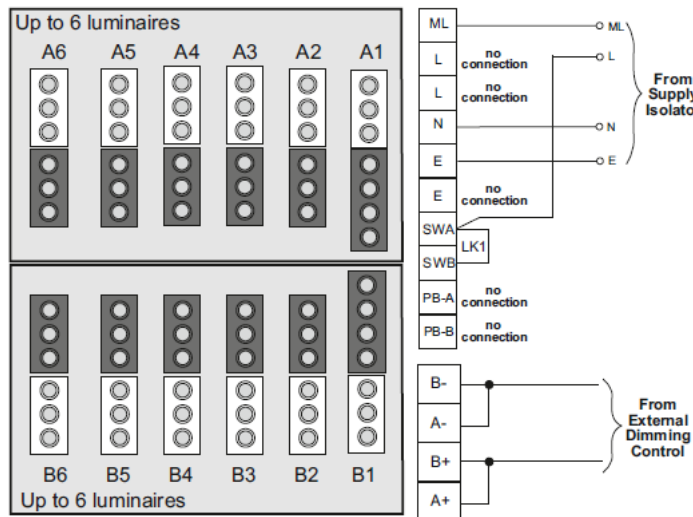 Up to 6 luminaires
A6 A5 A4 A3 A2 A1
B6 B5 B4 B3 B2 B1
Up to 6 luminaires
ML ML
L no connection L
L no connection
N N
E E
E no connection
SWA
LK1
SWB
PB-A no connection
PB-B no connection
From
Supply
Isolato
B-
A-
B+
A+
From
External
Dimming
Control